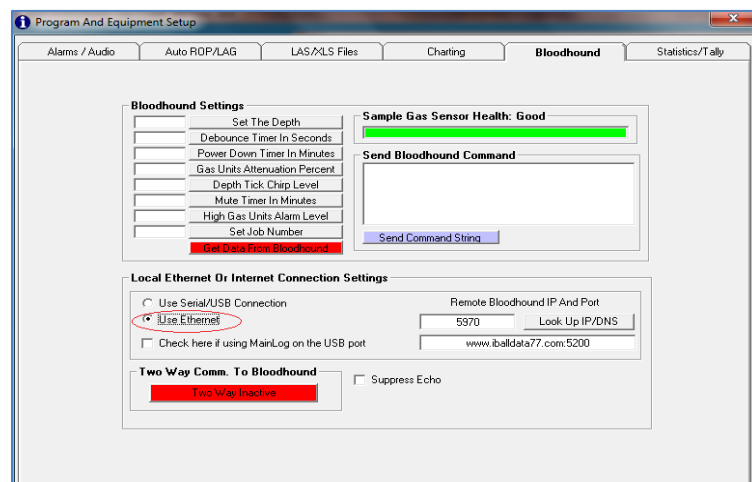 Program And Equipment Setup
Alarms / Audio
Auto ROP/LAG
LAS/XLS Files
Charting
Bloodhound
Statistics/Tally
Bloodhound Settings
Set The Depth
Debounce Timer In Seconds
Power Down Timer In Minutes
Gas Units Attenuation Percent
Depth Tick Chirp Level
Mute Timer In Minutes
High Gas Units Alarm Level
Set Job Number
Get Data From Bloodhound
Sample Gas Sensor Health: Good
Send Bloodhound Command
Send Command String
Local Ethernet Or Internet Connection Settings
Use Serial/USB Connection
Use Ethernet
Check here if using MainLog on the USB port
Remote Bloodhound IP And Port
5970
Look Up IP/DNS
www.iballdata77.com:5200
Two Way Comm. To Bloodhound
Two Way Inactive
Suppress Echo